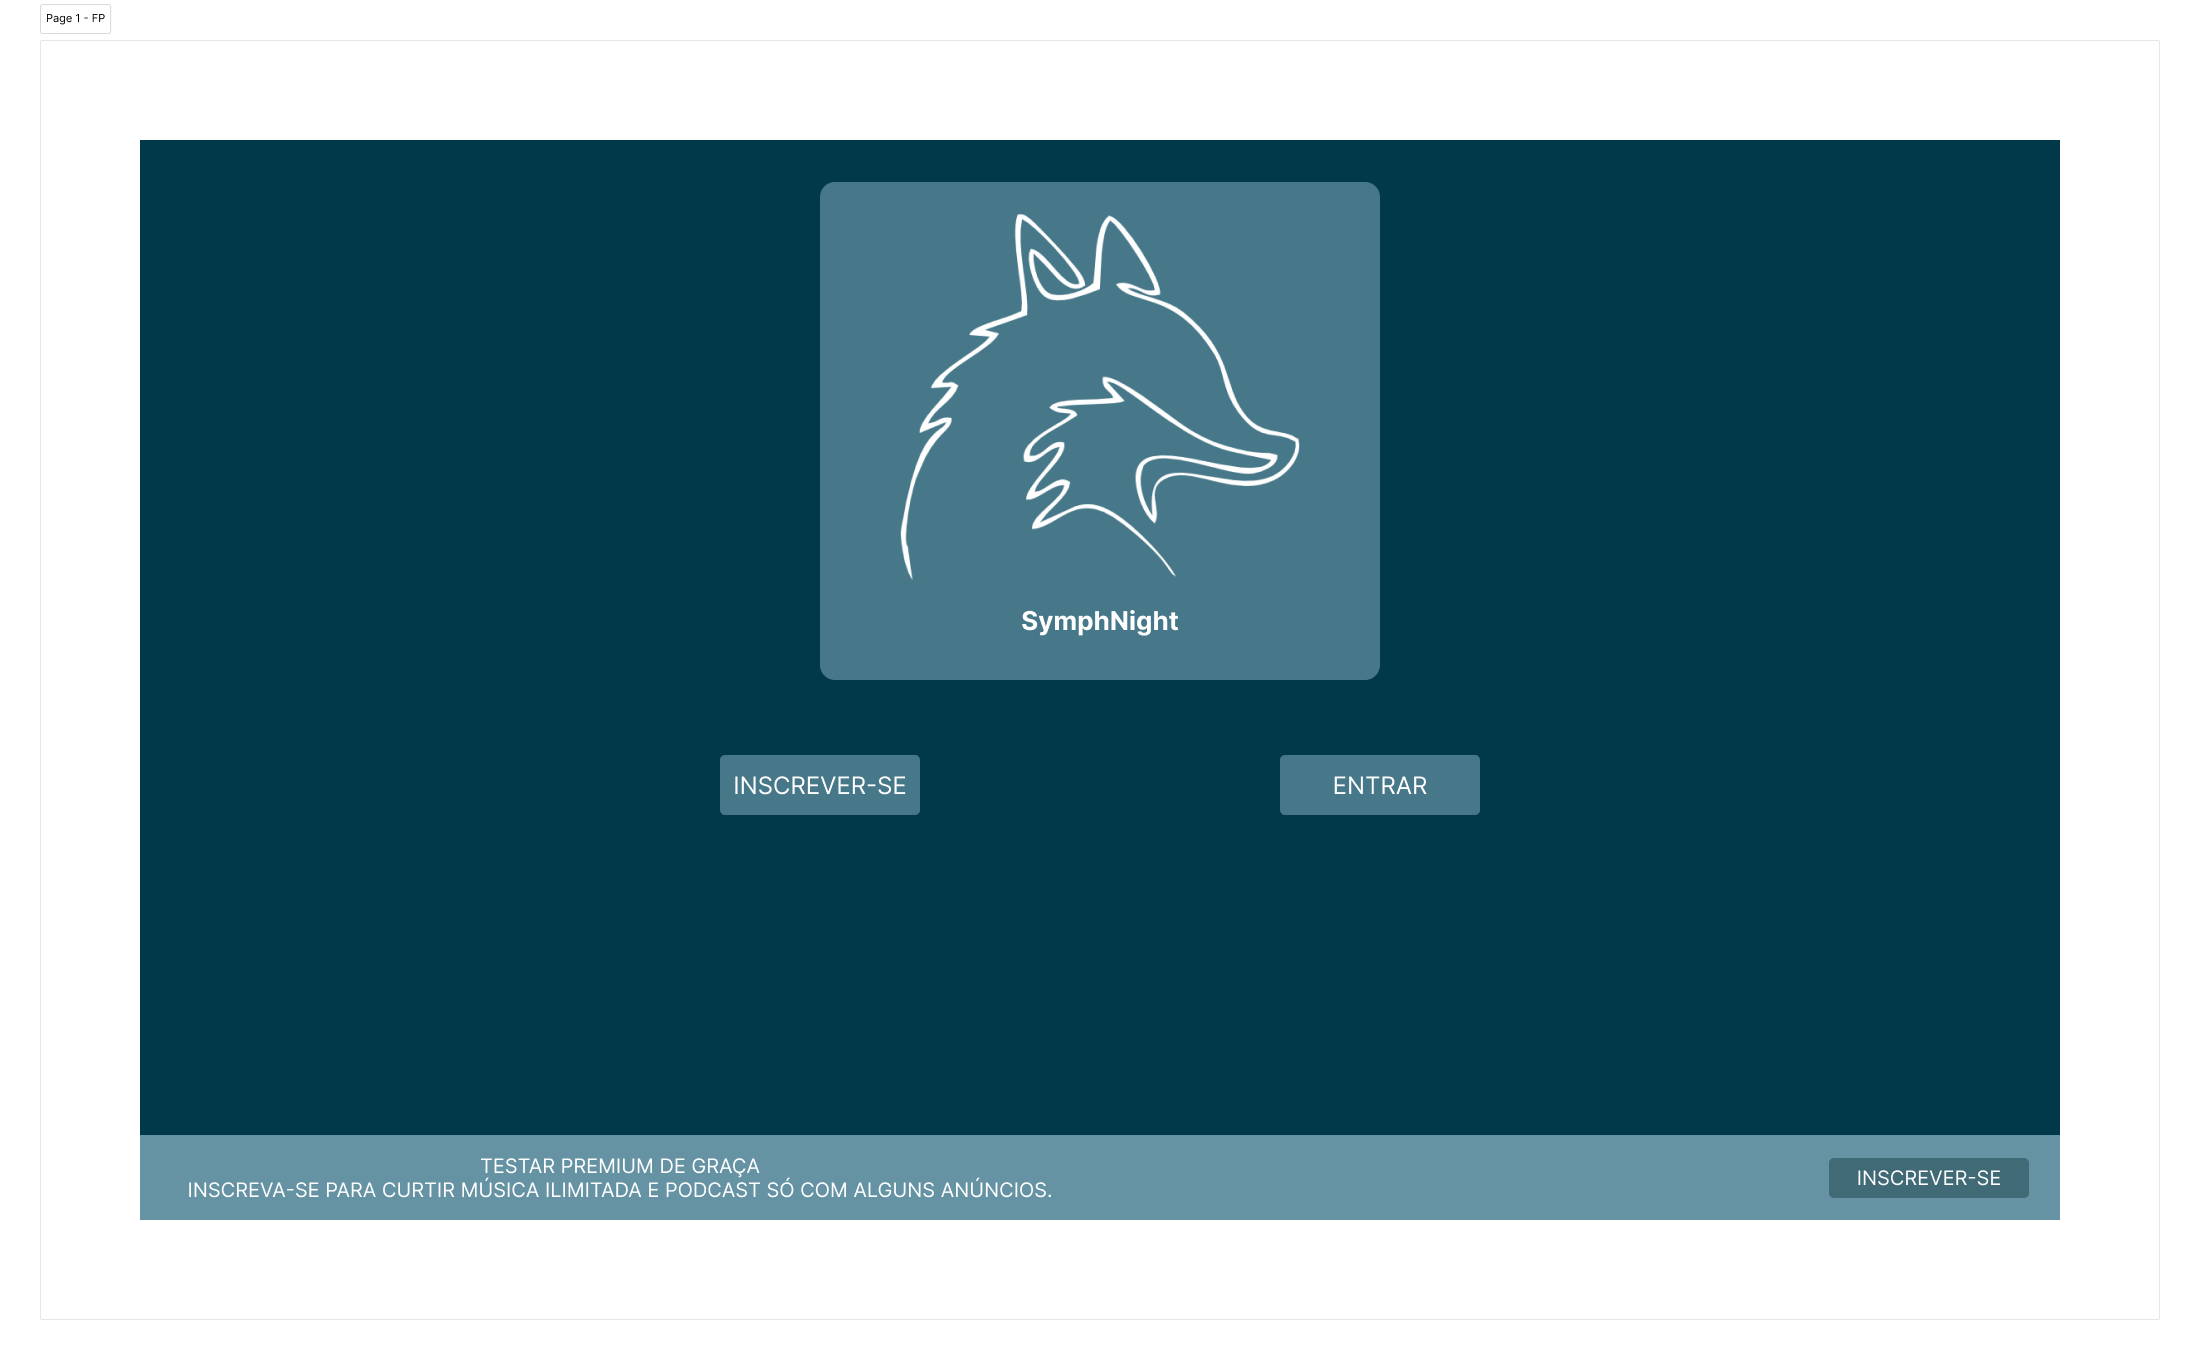 Page 1 - FP
SymphNight
INSCREVER-SE
ENTRAR
TESTAR PREMIUM DE GRAÇA
INSCREVA-SE PARA CURTIR MÚSICA ILIMITADA E PODCAST SÓ COM ALGUNS ANÚNCIOS.
INSCREVER-SE